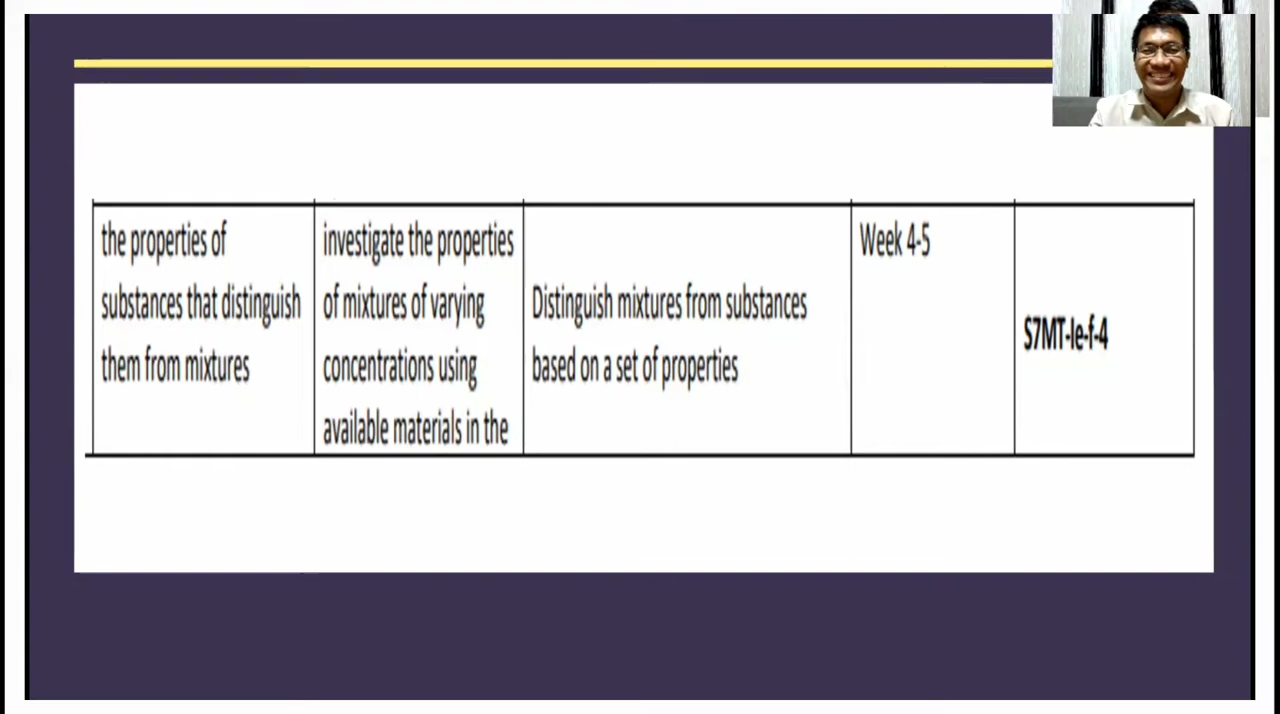 the properties of
substances that distinguish
them from mixtures
investigate the properties
of mixtures of varying
concentrations using
available materials in the
Distinguish mixtures from substances
based on a set of properties
Week 4-5
S7MT-Ie-f-4